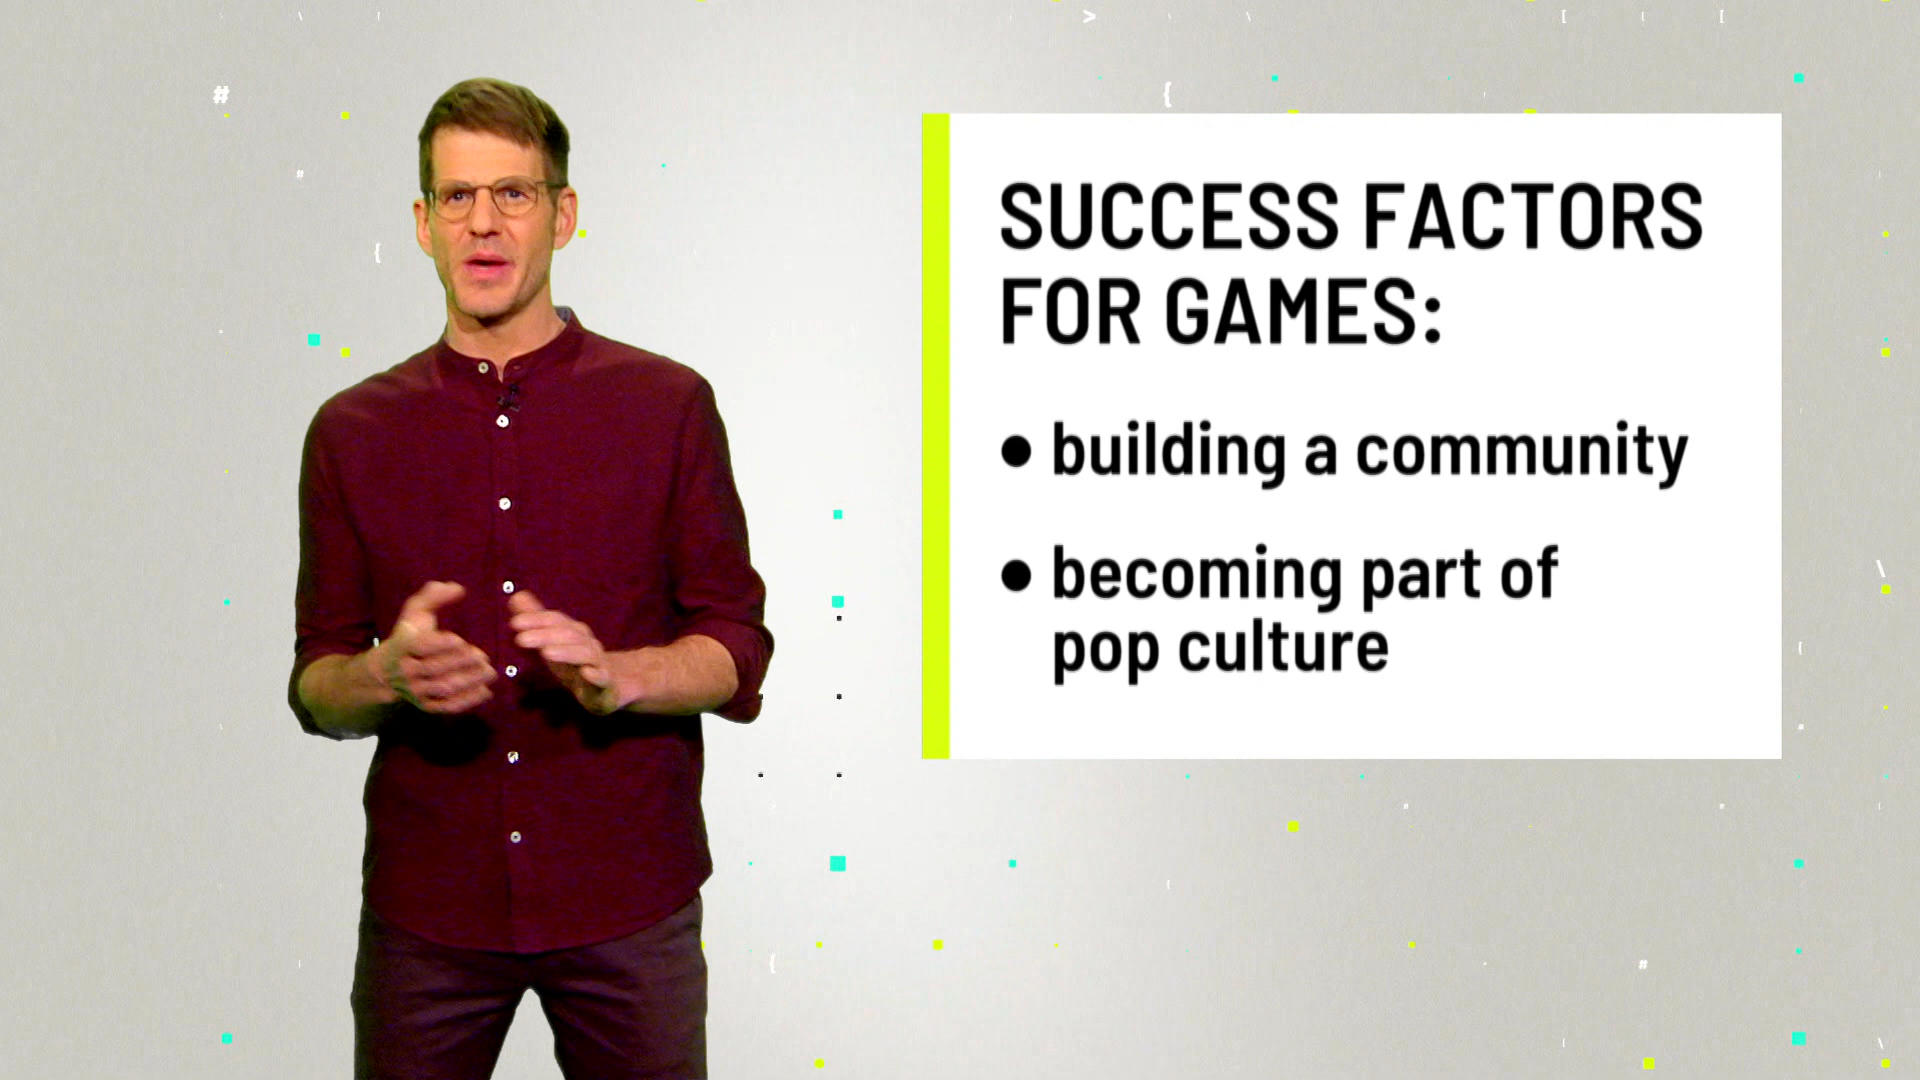 SUCCESS FACTORS
FOR GAMES:
• building a community
• becoming part of
pop culture